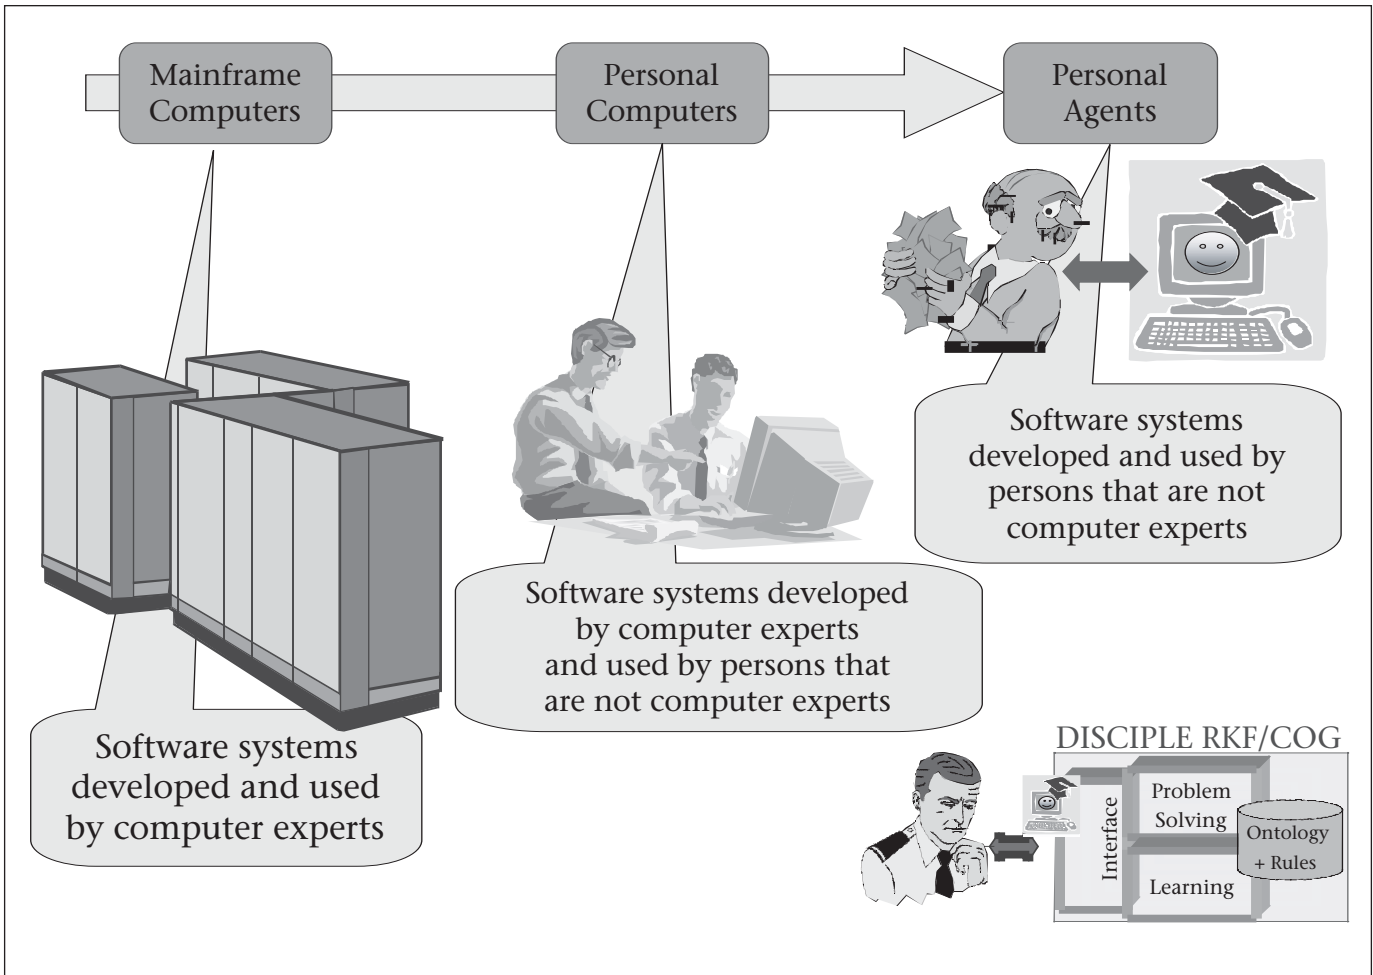 Mainframe
Computers
Personal
Computers
Personal
Agents
Software systems
developed and used
by computer experts
Software systems developed
by computer experts
and used by persons that
are not computer experts
Software systems
developed and used by
persons that are not
computer experts
DISCIPLE RKF/COG
Interface
Problem
Solving
Learning
Ontology
+ Rules